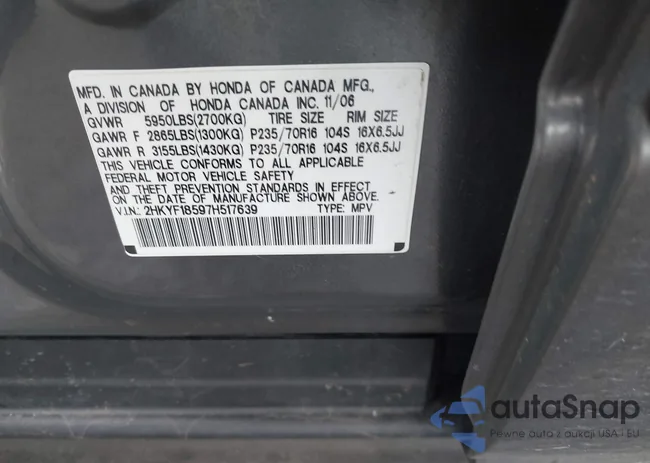 MFD. IN CANADA BY HONDA OF CANADA MFG.,
A DIVISION OF HONDA CANADA INC. 11/06
GVWR 5950LBS(2700KG) TIRE SIZE RIM SIZE
GAWR F 2865LBS(1300KG) P235/70R16 104S 16X6.5JJ
GAWR R 3155LBS(1430KG) P235/70R16 104S 16X6.5JJ
THIS VEHICLE CONFORMS TO ALL APPLICABLE
FEDERAL MOTOR VEHICLE SAFETY
AND THEFT PREVENTION STANDARDS IN EFFECT
ON THE DATE OF MANUFACTURE SHOWN ABOVE.
V.I.N.: 2HKYF18597H517639 TYPE: MPV
autaSnap
Pewne auta z aukcji USA i EU